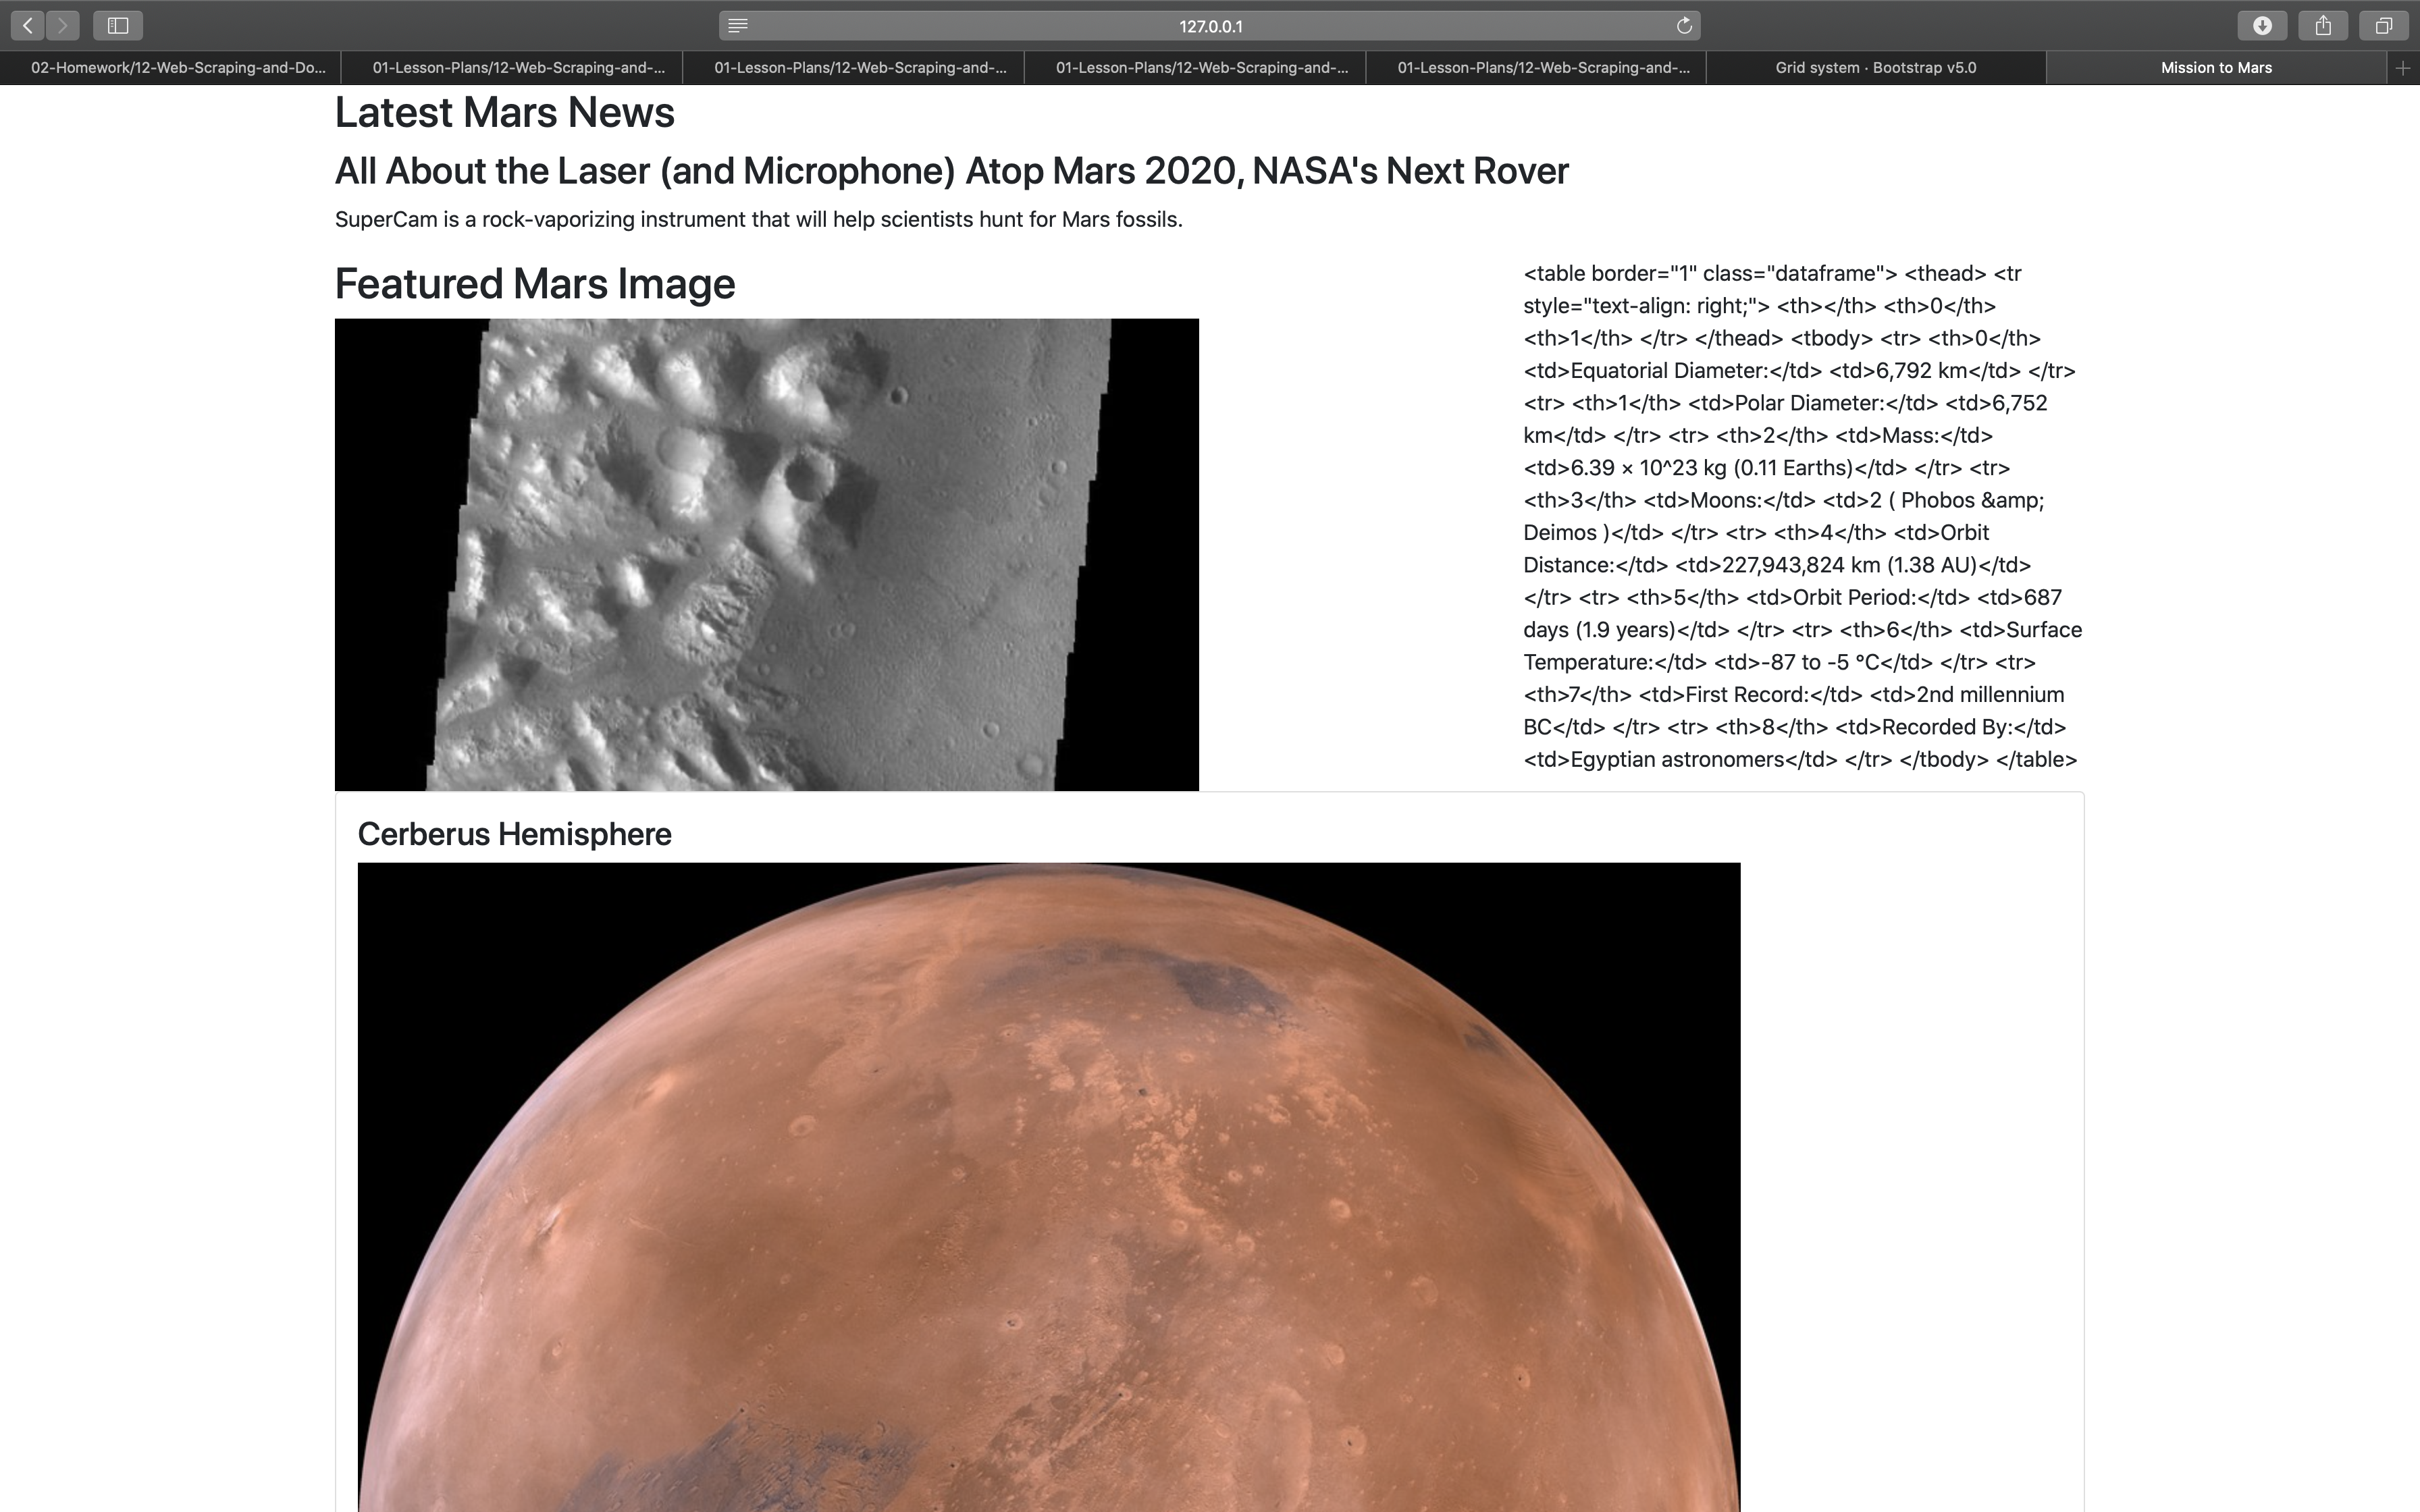 127.0.0.1
02-Homework/12-Web-Scraping-and-Do...
01-Lesson-Plans/12-Web-Scraping-and-...
01-Lesson-Plans/12-Web-Scraping-and-...
01-Lesson-Plans/12-Web-Scraping-and-...
01-Lesson-Plans/12-Web-Scraping-and-...
Grid system · Bootstrap v5.0
Mission to Mars
Latest Mars News
All About the Laser (and Microphone) Atop Mars 2020, NASA's Next Rover
SuperCam is a rock-vaporizing instrument that will help scientists hunt for Mars fossils.
Featured Mars Image
<table border="1" class="dataframe"> <thead> <tr
style="text-align: right;"> <th></th> <th>0</th>
<th>1</th> </tr> </thead> <tbody> <tr> <th>0</th>
<td>Equatorial Diameter:</td> <td>6,792 km</td> </tr>
<tr> <th>1</th> <td>Polar Diameter:</td> <td>6,752
km</td> </tr> <tr> <th>2</th> <td>Mass:</td>
<td>6.39 × 10^23 kg (0.11 Earths)</td> </tr> <tr>
<th>3</th> <td>Moons:</td> <td>2 ( Phobos &amp;
Deimos )</td> </tr> <tr> <th>4</th> <td>Orbit
Distance:</td> <td>227,943,824 km (1.38 AU)</td>
</tr> <tr> <th>5</th> <td>Orbit Period:</td> <td>687
days (1.9 years)</td> </tr> <tr> <th>6</th> <td>Surface
Temperature:</td> <td>-87 to -5 °C</td> </tr> <tr>
<th>7</th> <td>First Record:</td> <td>2nd millennium
BC</td> </tr> <tr> <th>8</th> <td>Recorded By:</td>
<td>Egyptian astronomers</td> </tr> </tbody> </table>
Cerberus Hemisphere